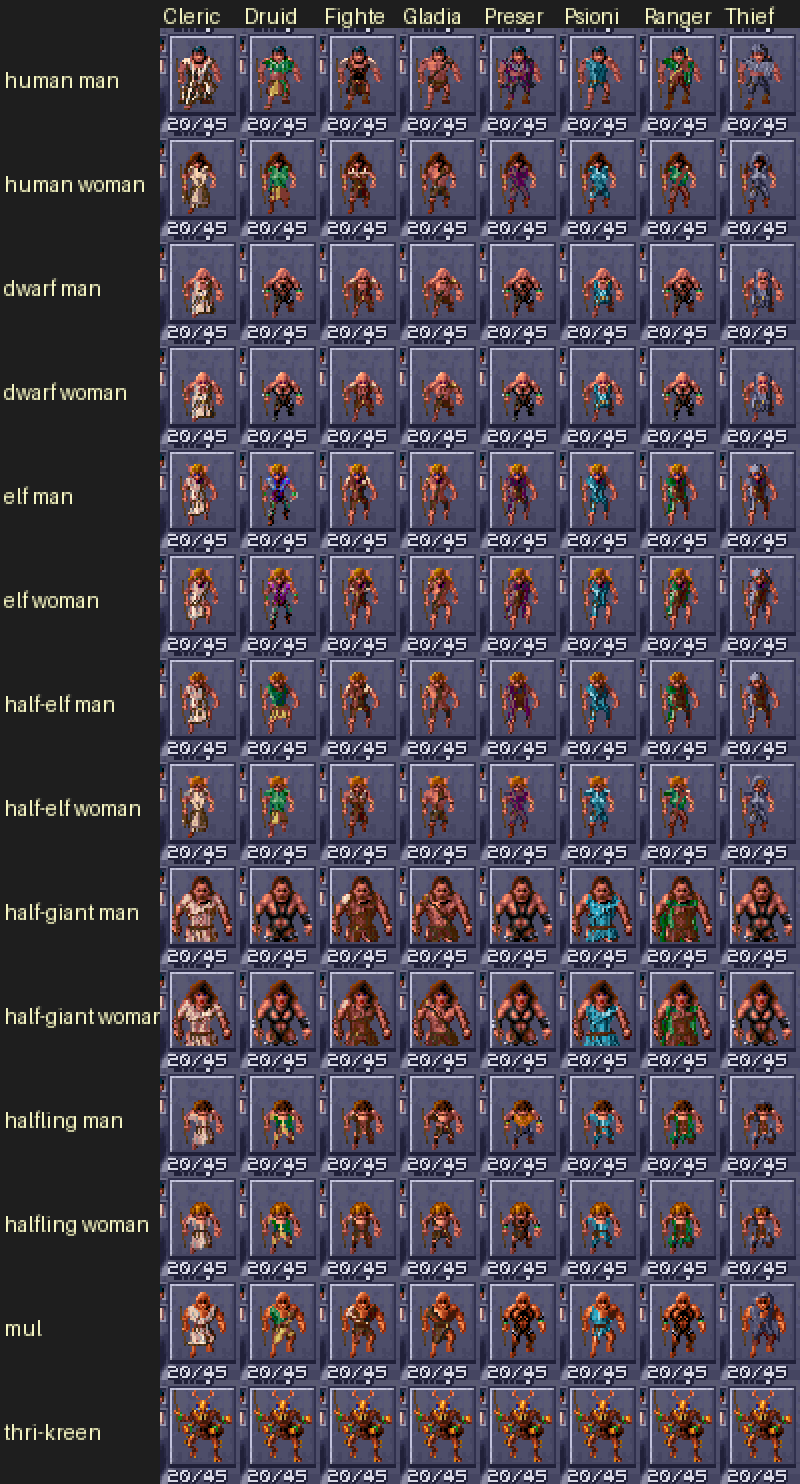 Cleric Druid Fighte Gladia Preser Psioni Ranger Thief
human man
20/45 20/45 20/45 20/45 20/45 20/45 20/45 20/45
human woman
20/45 20/45 20/45 20/45 20/45 20/45 20/45 20/45
dwarf man
20/45 20/45 20/45 20/45 20/45 20/45 20/45 20/45
dwarf woman
20/45 20/45 20/45 20/45 20/45 20/45 20/45 20/45
elf man
20/45 20/45 20/45 20/45 20/45 20/45 20/45 20/45
elf woman
20/45 20/45 20/45 20/45 20/45 20/45 20/45 20/45
half-elf man
20/45 20/45 20/45 20/45 20/45 20/45 20/45 20/45
half-elf woman
20/45 20/45 20/45 20/45 20/45 20/45 20/45 20/45
half-giant man
20/45 20/45 20/45 20/45 20/45 20/45 20/45 20/45
half-giant woman
20/45 20/45 20/45 20/45 20/45 20/45 20/45 20/45
halfling man
20/45 20/45 20/45 20/45 20/45 20/45 20/45 20/45
halfling woman
20/45 20/45 20/45 20/45 20/45 20/45 20/45 20/45
mul
20/45 20/45 20/45 20/45 20/45 20/45 20/45 20/45
thri-kreen
20/45 20/45 20/45 20/45 20/45 20/45 20/45 20/45